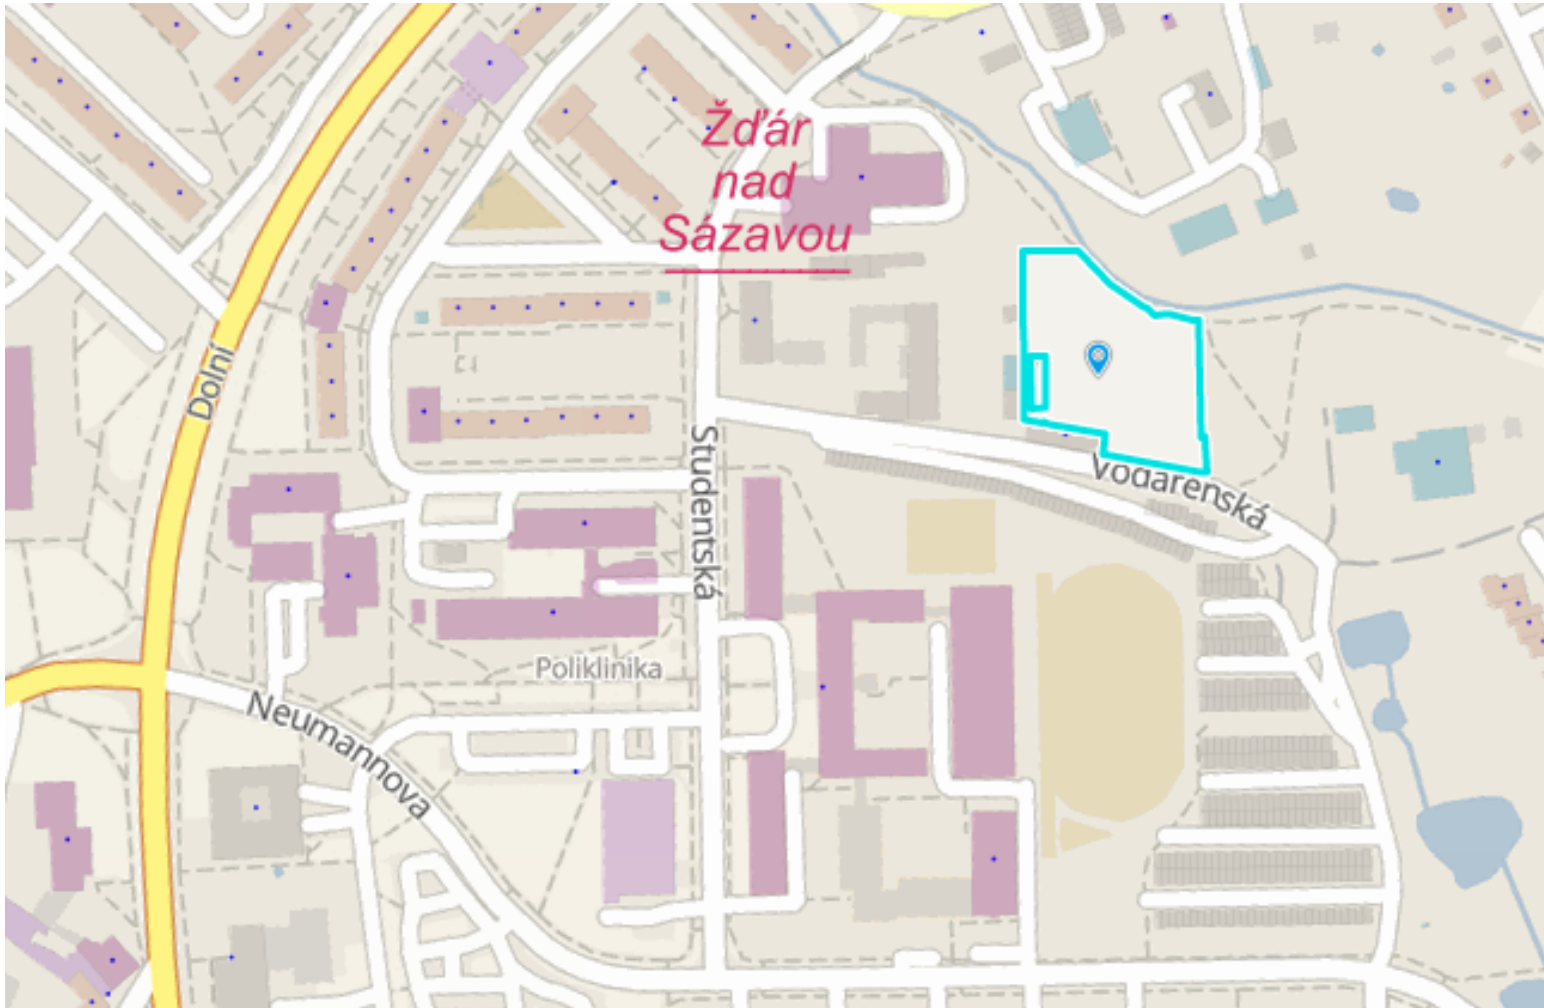 Žďár
nad
Sázavou
Dolní
Studentská
Vodárenská
Poliklinika
Neumannova